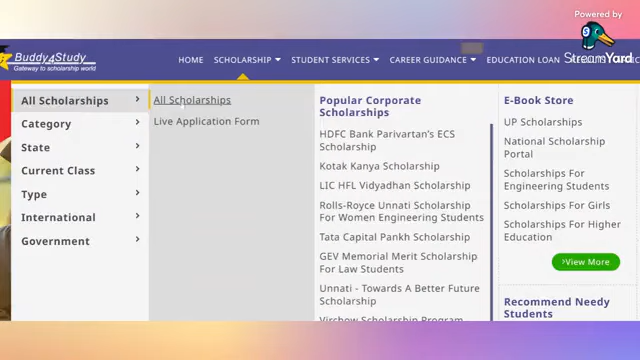 Powered by
StreamYard
Buddy4Study
Gateway to scholarship world
HOME
SCHOLARSHIP
STUDENT SERVICES
CAREER GUIDANCE
EDUCATION LOAN
All Scholarships
Category
State
Current Class
Type
International
Government
All Scholarships
Live Application Form
Popular Corporate
Scholarships
HDFC Bank Parivartan's ECS
Scholarship
Kotak Kanya Scholarship
LIC HFL Vidyadhan Scholarship
Rolls-Royce Unnati Scholarship
For Women Engineering Students
Tata Capital Pankh Scholarship
GEV Memorial Merit Scholarship
For Law Students
Unnati - Towards A Better Future
Scholarship
Virchow Scholarship Program
E-Book Store
UP Scholarships
National Scholarship
Portal
Scholarships For
Engineering Students
Scholarships For Girls
Scholarships For Higher
Education
View More
Recommend Needy
Students